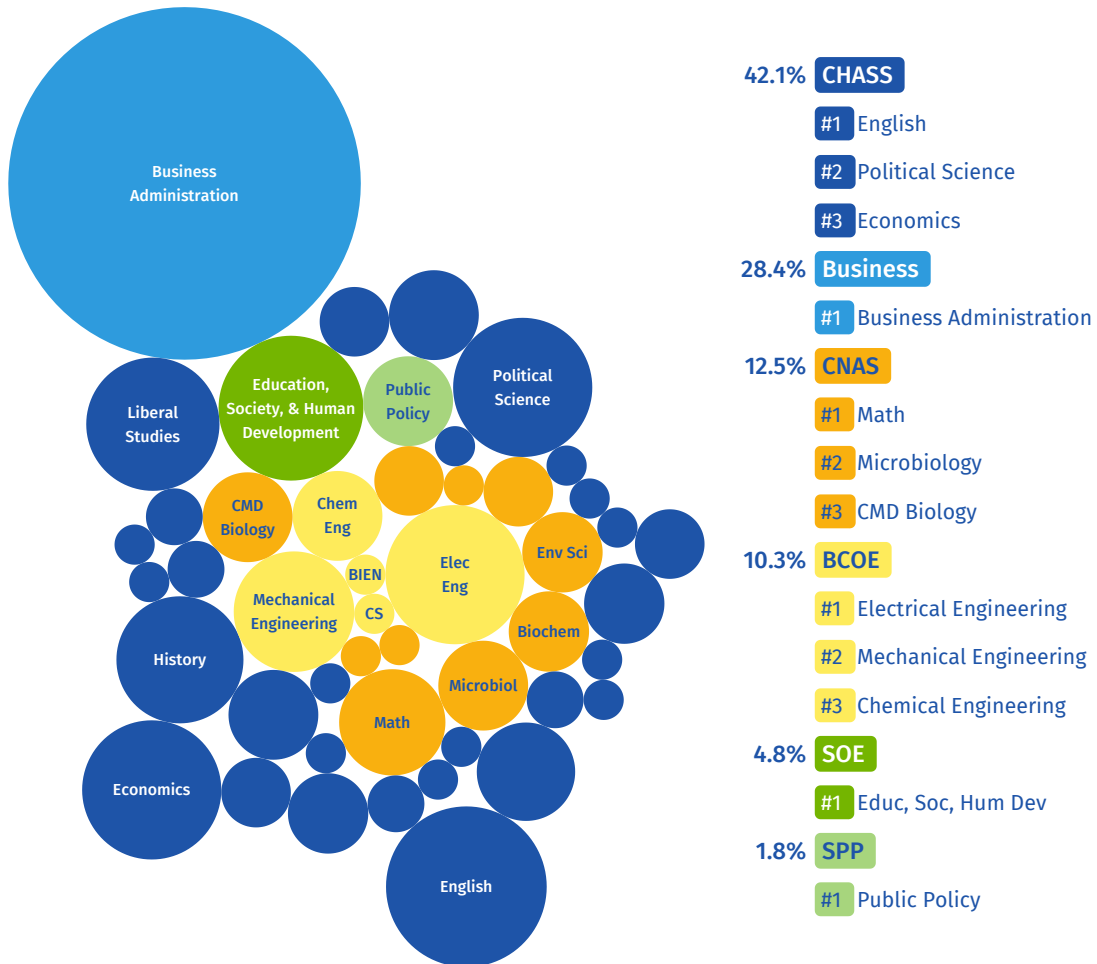 Business
Administration
Liberal
Studies
Education,
Society, & Human
Development
Public
Policy
Political
Science
CMD
Biology
Chem
Eng
BIEN
CS
Elec
Eng
Env Sci
Mechanical
Engineering
Biochem
History
Microbiol
Math
Economics
English
42.1% CHASS
#1 English
#2 Political Science
#3 Economics
28.4% Business
#1 Business Administration
12.5% CNAS
#1 Math
#2 Microbiology
#3 CMD Biology
10.3% BCOE
#1 Electrical Engineering
#2 Mechanical Engineering
#3 Chemical Engineering
4.8% SOE
#1 Educ, Soc, Hum Dev
1.8% SPP
#1 Public Policy